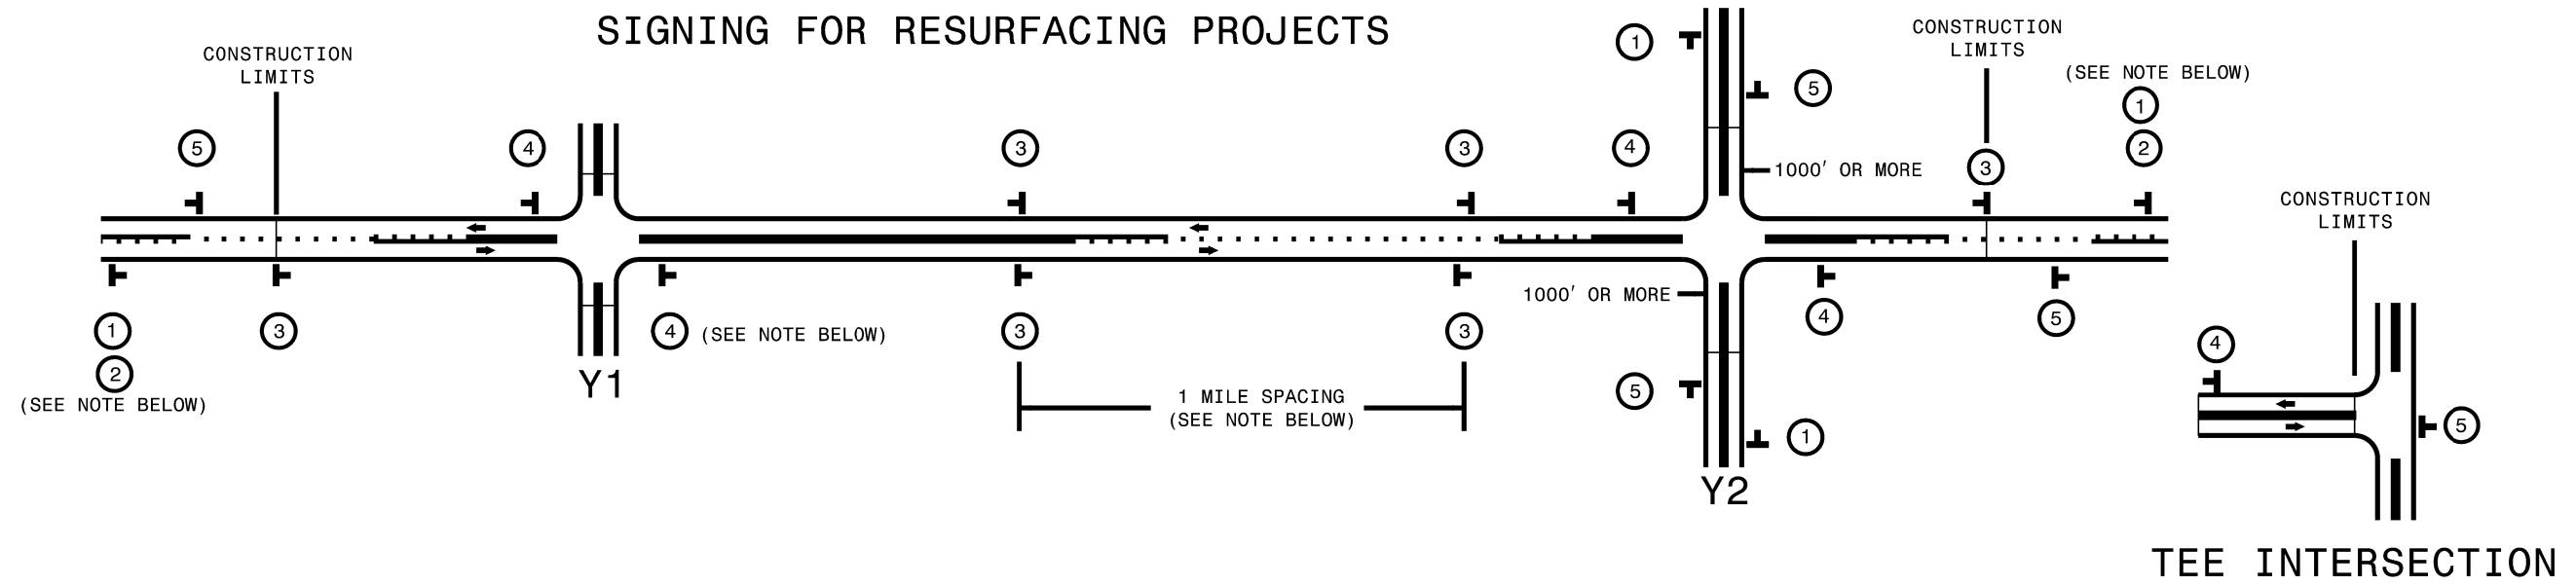 SIGNING FOR RESURFACING PROJECTS
CONSTRUCTION
LIMITS
CONSTRUCTION
LIMITS
(SEE NOTE BELOW)
1
2
1
5
5
4
3
3
4
3
1000' OR MORE
CONSTRUCTION
LIMITS
1
2
(SEE NOTE BELOW)
3
4 (SEE NOTE BELOW)
3
3
1000' OR MORE
4
5
Y1
1 MILE SPACING
(SEE NOTE BELOW)
5
1
Y2
4
5
TEE INTERSECTION